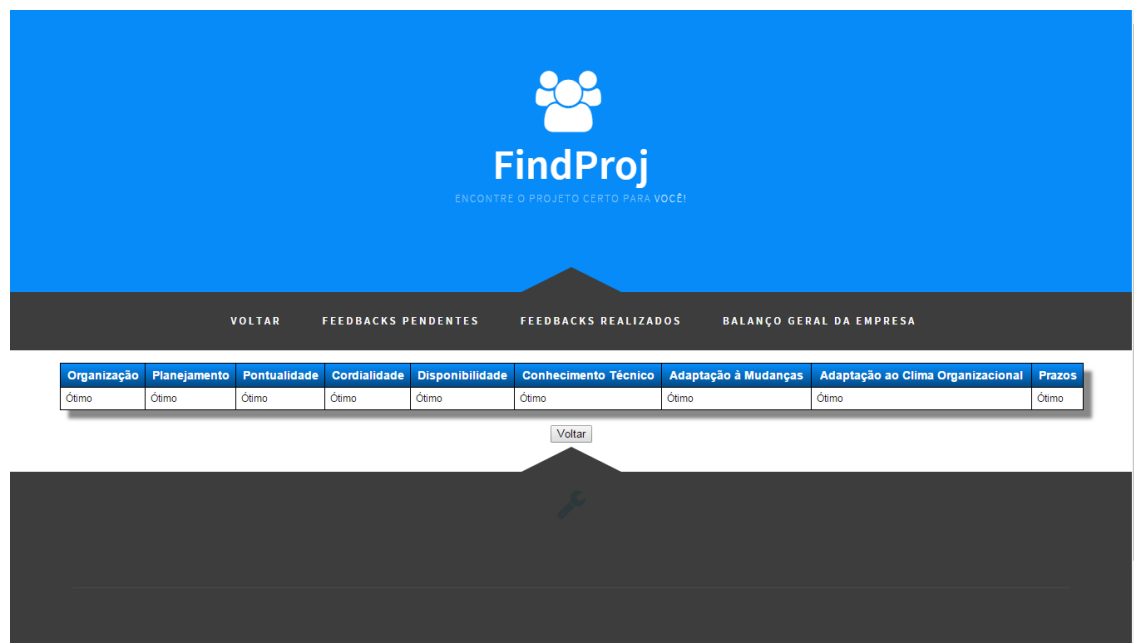 FindProj
ENCONTRE O PROJETO CERTO PARA VOCÊ!
VOLTAR FEEDBACKS PENDENTES FEEDBACKS REALIZADOS BALANÇO GERAL DA EMPRESA
Organização Planejamento Pontualidade Cordialidade Disponibilidade Conhecimento Técnico Adaptação à Mudanças Adaptação ao Clima Organizacional Prazos
Ótimo Ótimo Ótimo Ótimo Ótimo Ótimo Ótimo Ótimo Ótimo
Voltar